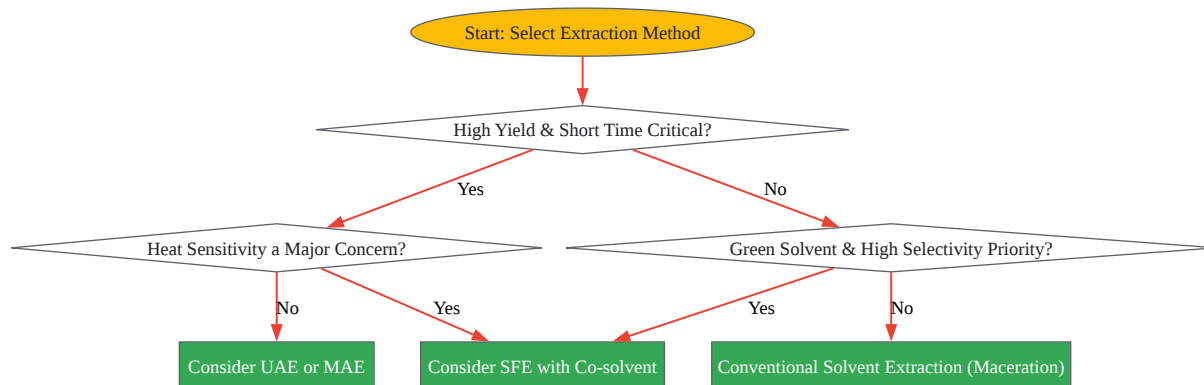 Start: Select Extraction Method
High Yield & Short Time Critical?
Yes
No
Heat Sensitivity a Major Concern?
Green Solvent & High Selectivity Priority?
No
Yes
Yes
No
Consider UAE or MAE
Consider SFE with Co-solvent
Conventional Solvent Extraction (Maceration)